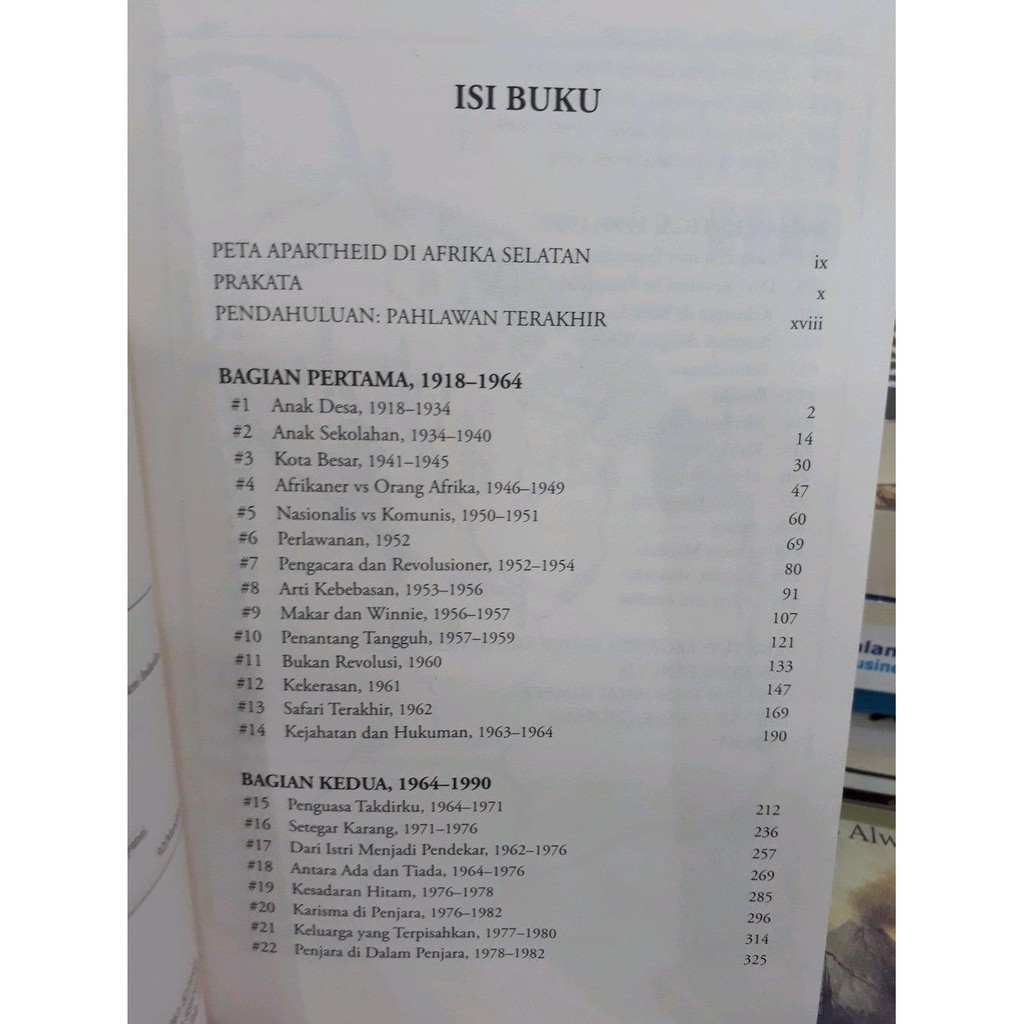 ISI BUKU
PETA APARTHEID DI AFRIKA SELATAN ix
PRAKATA x
PENDAHULUAN: PAHLAWAN TERAKHIR xviii
BAGIAN PERTAMA, 1918–1964
#1 Anak Desa, 1918–1934 2
#2 Anak Sekolahan, 1934–1940 14
#3 Kota Besar, 1941–1945 30
#4 Afrikaner vs Orang Afrika, 1946–1949 47
#5 Nasionalis vs Komunis, 1950–1951 60
#6 Perlawanan, 1952 69
#7 Pengacara dan Revolusioner, 1952–1954 80
#8 Arti Kebebasan, 1953–1956 91
#9 Makar dan Winnie, 1956–1957 107
#10 Penantang Tangguh, 1957–1959 121
#11 Bukan Revolusi, 1960 133
#12 Kekerasan, 1961 147
#13 Safari Terakhir, 1962 169
#14 Kejahatan dan Hukuman, 1963–1964 190
BAGIAN KEDUA, 1964–1990
#15 Penguasa Takdirku, 1964–1971 212
#16 Setegar Karang, 1971–1976 236
#17 Dari Istri Menjadi Pendekar, 1962–1976 257
#18 Antara Ada dan Tiada, 1964–1976 269
#19 Kesadaran Hitam, 1976–1978 285
#20 Karisma di Penjara, 1976–1982 296
#21 Keluarga yang Terpisahkan, 1977–1980 314
#22 Penjara di Dalam Penjara, 1978–1982 325